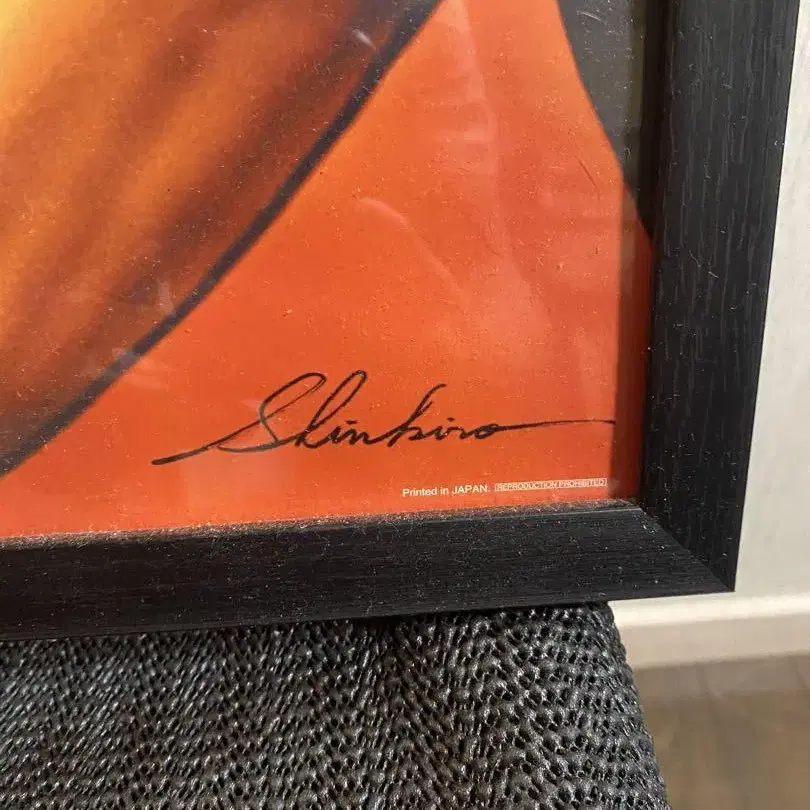 Shinkiro
Printed in JAPAN. REPRODUCTION PROHIBITED